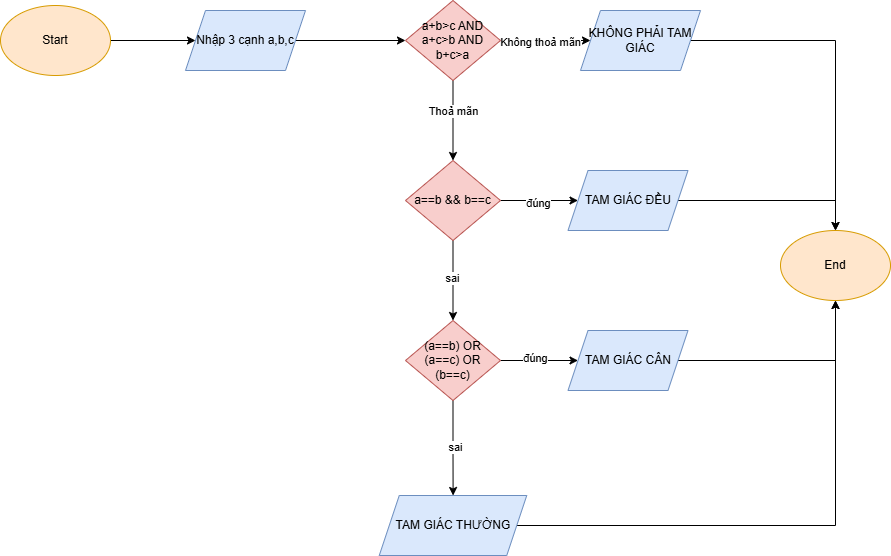 Start
Nhập 3 cạnh a,b,c
a+b>c AND
a+c>b AND
b+c>a
Không thoả mãn
KHÔNG PHẢI TAM
GIÁC
Thoả mãn
a==b && b==c
đúng
TAM GIÁC ĐỀU
End
sai
(a==b) OR
(a==c) OR
(b==c)
đúng
TAM GIÁC CÂN
sai
TAM GIÁC THƯỜNG